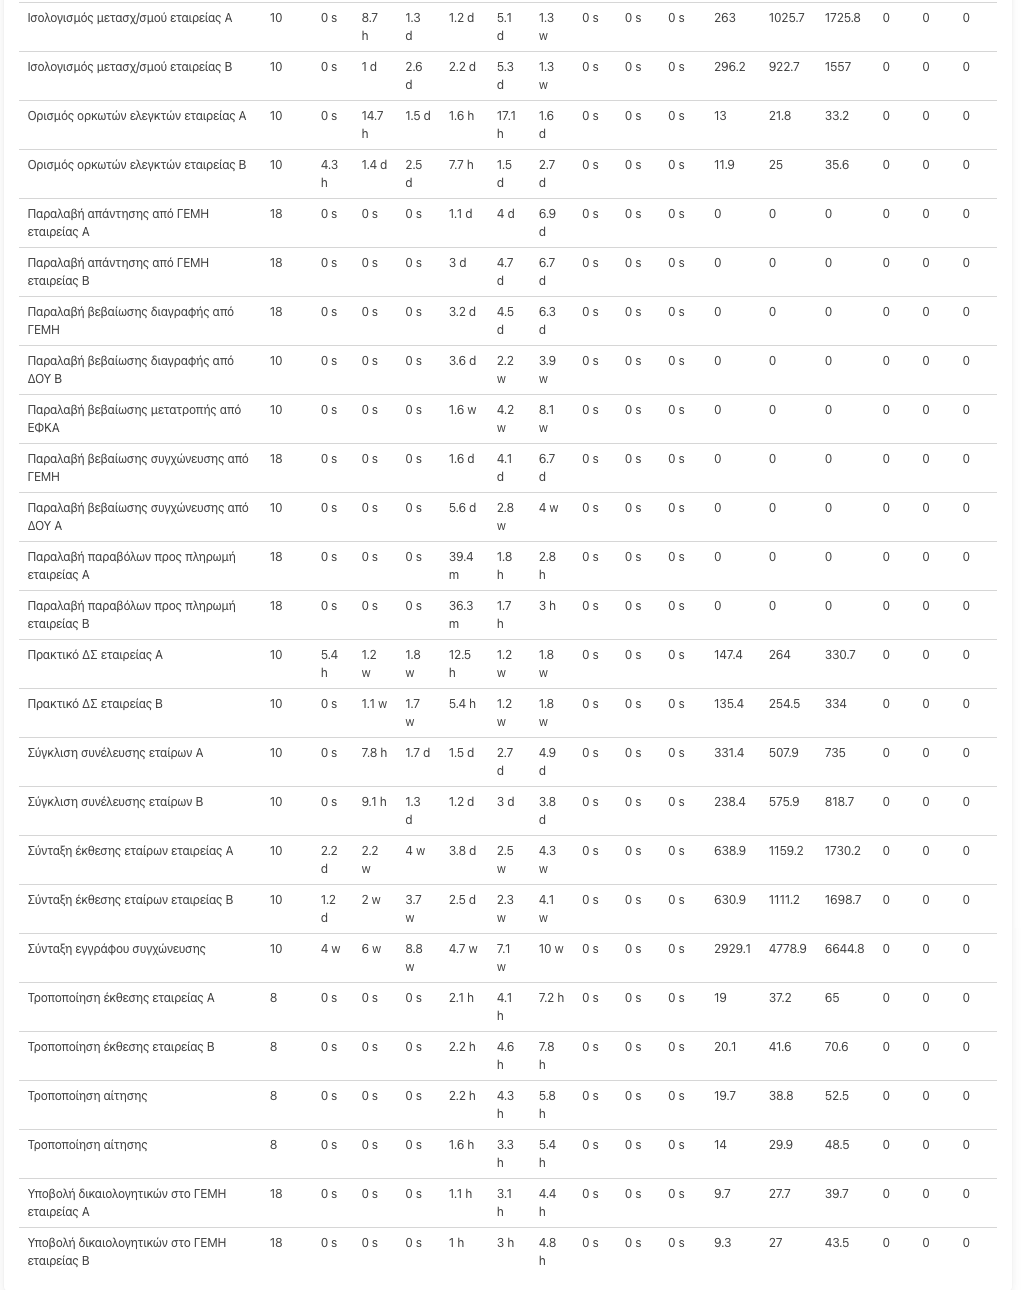 Ισολογισμός μετασχ/σμού εταιρείας Α 10 0 s 8.7 h 1.3 d 1.2 d 5.1 d 1.3 w 0 s 0 s 0 s 263 1025.7 1725.8 0 0 0
Ισολογισμός μετασχ/σμού εταιρείας Β 10 0 s 1 d 2.6 d 2.2 d 5.3 d 1.3 w 0 s 0 s 0 s 296.2 922.7 1557 0 0 0
Ορισμός ορκωτών ελεγκτών εταιρείας Α 10 0 s 14.7 h 1.5 d 1.6 h 17.1 h 1.6 d 0 s 0 s 0 s 13 21.8 33.2 0 0 0
Ορισμός ορκωτών ελεγκτών εταιρείας Β 10 4.3 h 1.4 d 2.5 d 7.7 h 1.5 d 2.7 d 0 s 0 s 0 s 11.9 25 35.6 0 0 0
Παραλαβή απάντησης από ΓΕΜΗ εταιρείας Α 18 0 s 0 s 0 s 1.1 d 4 d 6.9 d 0 s 0 s 0 s 0 0 0 0 0 0
Παραλαβή απάντησης από ΓΕΜΗ εταιρείας Β 18 0 s 0 s 0 s 3 d 4.7 d 6.7 d 0 s 0 s 0 s 0 0 0 0 0 0
Παραλαβή βεβαίωσης διαγραφής από ΓΕΜΗ 18 0 s 0 s 0 s 3.2 d 4.5 d 6.3 d 0 s 0 s 0 s 0 0 0 0 0 0
Παραλαβή βεβαίωσης διαγραφής από ΔΟΥ Β 10 0 s 0 s 0 s 3.6 d 2.2 w 3.9 w 0 s 0 s 0 s 0 0 0 0 0 0
Παραλαβή βεβαίωσης μετατροπής από ΕΦΚΑ 10 0 s 0 s 0 s 1.6 w 4.2 w 8.1 w 0 s 0 s 0 s 0 0 0 0 0 0
Παραλαβή βεβαίωσης συγχώνευσης από ΓΕΜΗ 18 0 s 0 s 0 s 1.6 d 4.1 d 6.7 d 0 s 0 s 0 s 0 0 0 0 0 0
Παραλαβή βεβαίωσης συγχώνευσης από ΔΟΥ Α 10 0 s 0 s 0 s 5.6 d 2.8 w 4 w 0 s 0 s 0 s 0 0 0 0 0 0
Παραλαβή παραβόλων προς πληρωμή εταιρείας Α 18 0 s 0 s 0 s 39.4 m 1.8 h 2.8 h 0 s 0 s 0 s 0 0 0 0 0 0
Παραλαβή παραβόλων προς πληρωμή εταιρείας Β 18 0 s 0 s 0 s 36.3 m 1.7 h 3 h 0 s 0 s 0 s 0 0 0 0 0 0
Πρακτικό ΔΣ εταιρείας Α 10 5.4 h 1.2 w 1.8 w 12.5 h 1.2 w 1.8 w 0 s 0 s 0 s 147.4 264 330.7 0 0 0
Πρακτικό ΔΣ εταιρείας Β 10 0 s 1.1 w 1.7 w 5.4 h 1.2 w 1.8 w 0 s 0 s 0 s 135.4 254.5 334 0 0 0
Σύγκλιση συνέλευσης εταίρων Α 10 0 s 7.8 h 1.7 d 1.5 d 2.7 d 4.9 d 0 s 0 s 0 s 331.4 507.9 735 0 0 0
Σύγκλιση συνέλευσης εταίρων Β 10 0 s 9.1 h 1.3 d 1.2 d 3 d 3.8 d 0 s 0 s 0 s 238.4 575.9 818.7 0 0 0
Σύνταξη έκθεσης εταίρων εταιρείας Α 10 2.2 d 2.2 w 4 w 3.8 d 2.5 w 4.3 w 0 s 0 s 0 s 638.9 1159.2 1730.2 0 0 0
Σύνταξη έκθεσης εταίρων εταιρείας Β 10 1.2 d 2 w 3.7 w 2.5 d 2.3 w 4.1 w 0 s 0 s 0 s 630.9 1111.2 1698.7 0 0 0
Σύνταξη εγγράφου συγχώνευσης 10 4 w 6 w 8.8 w 4.7 w 7.1 w 10 w 0 s 0 s 0 s 2929.1 4778.9 6644.8 0 0 0
Τροποποίηση έκθεσης εταιρείας Α 8 0 s 0 s 0 s 2.1 h 4.1 h 7.2 h 0 s 0 s 0 s 19 37.2 65 0 0 0
Τροποποίηση έκθεσης εταιρείας Β 8 0 s 0 s 0 s 2.2 h 4.6 h 7.8 h 0 s 0 s 0 s 20.1 41.6 70.6 0 0 0
Τροποποίηση αίτησης 8 0 s 0 s 0 s 2.2 h 4.3 h 5.8 h 0 s 0 s 0 s 19.7 38.8 52.5 0 0 0
Τροποποίηση αίτησης 8 0 s 0 s 0 s 1.6 h 3.3 h 5.4 h 0 s 0 s 0 s 14 29.9 48.5 0 0 0
Υποβολή δικαιολογητικών στο ΓΕΜΗ εταιρείας Α 18 0 s 0 s 0 s 1.1 h 3.1 h 4.4 h 0 s 0 s 0 s 9.7 27.7 39.7 0 0 0
Υποβολή δικαιολογητικών στο ΓΕΜΗ εταιρείας Β 18 0 s 0 s 0 s 1 h 3 h 4.8 h 0 s 0 s 0 s 9.3 27 43.5 0 0 0